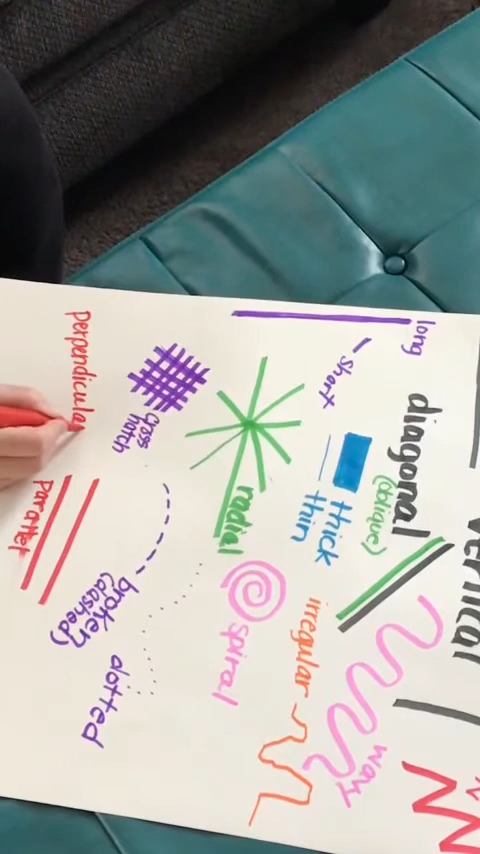 vertical
diagonal
(oblique)
long
short
thick
thin
wavy
irregular
radial
spiral
cross
hatch
broken
(dashed)
dotted
perpendicular
parallel